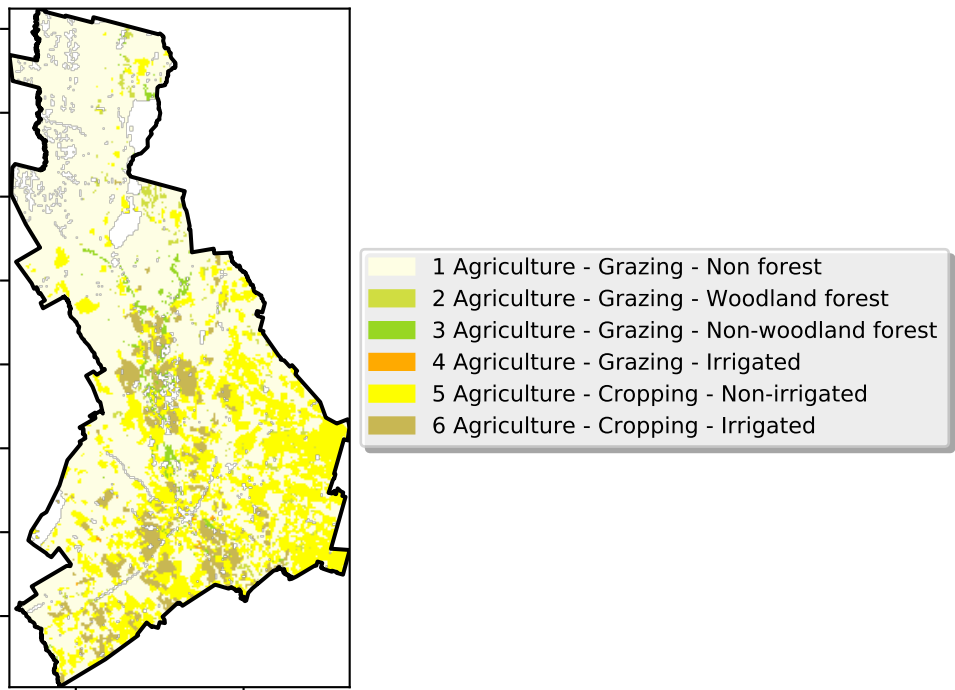 1 Agriculture - Grazing - Non forest
2 Agriculture - Grazing - Woodland forest
3 Agriculture - Grazing - Non-woodland forest
4 Agriculture - Grazing - Irrigated
5 Agriculture - Cropping - Non-irrigated
6 Agriculture - Cropping - Irrigated